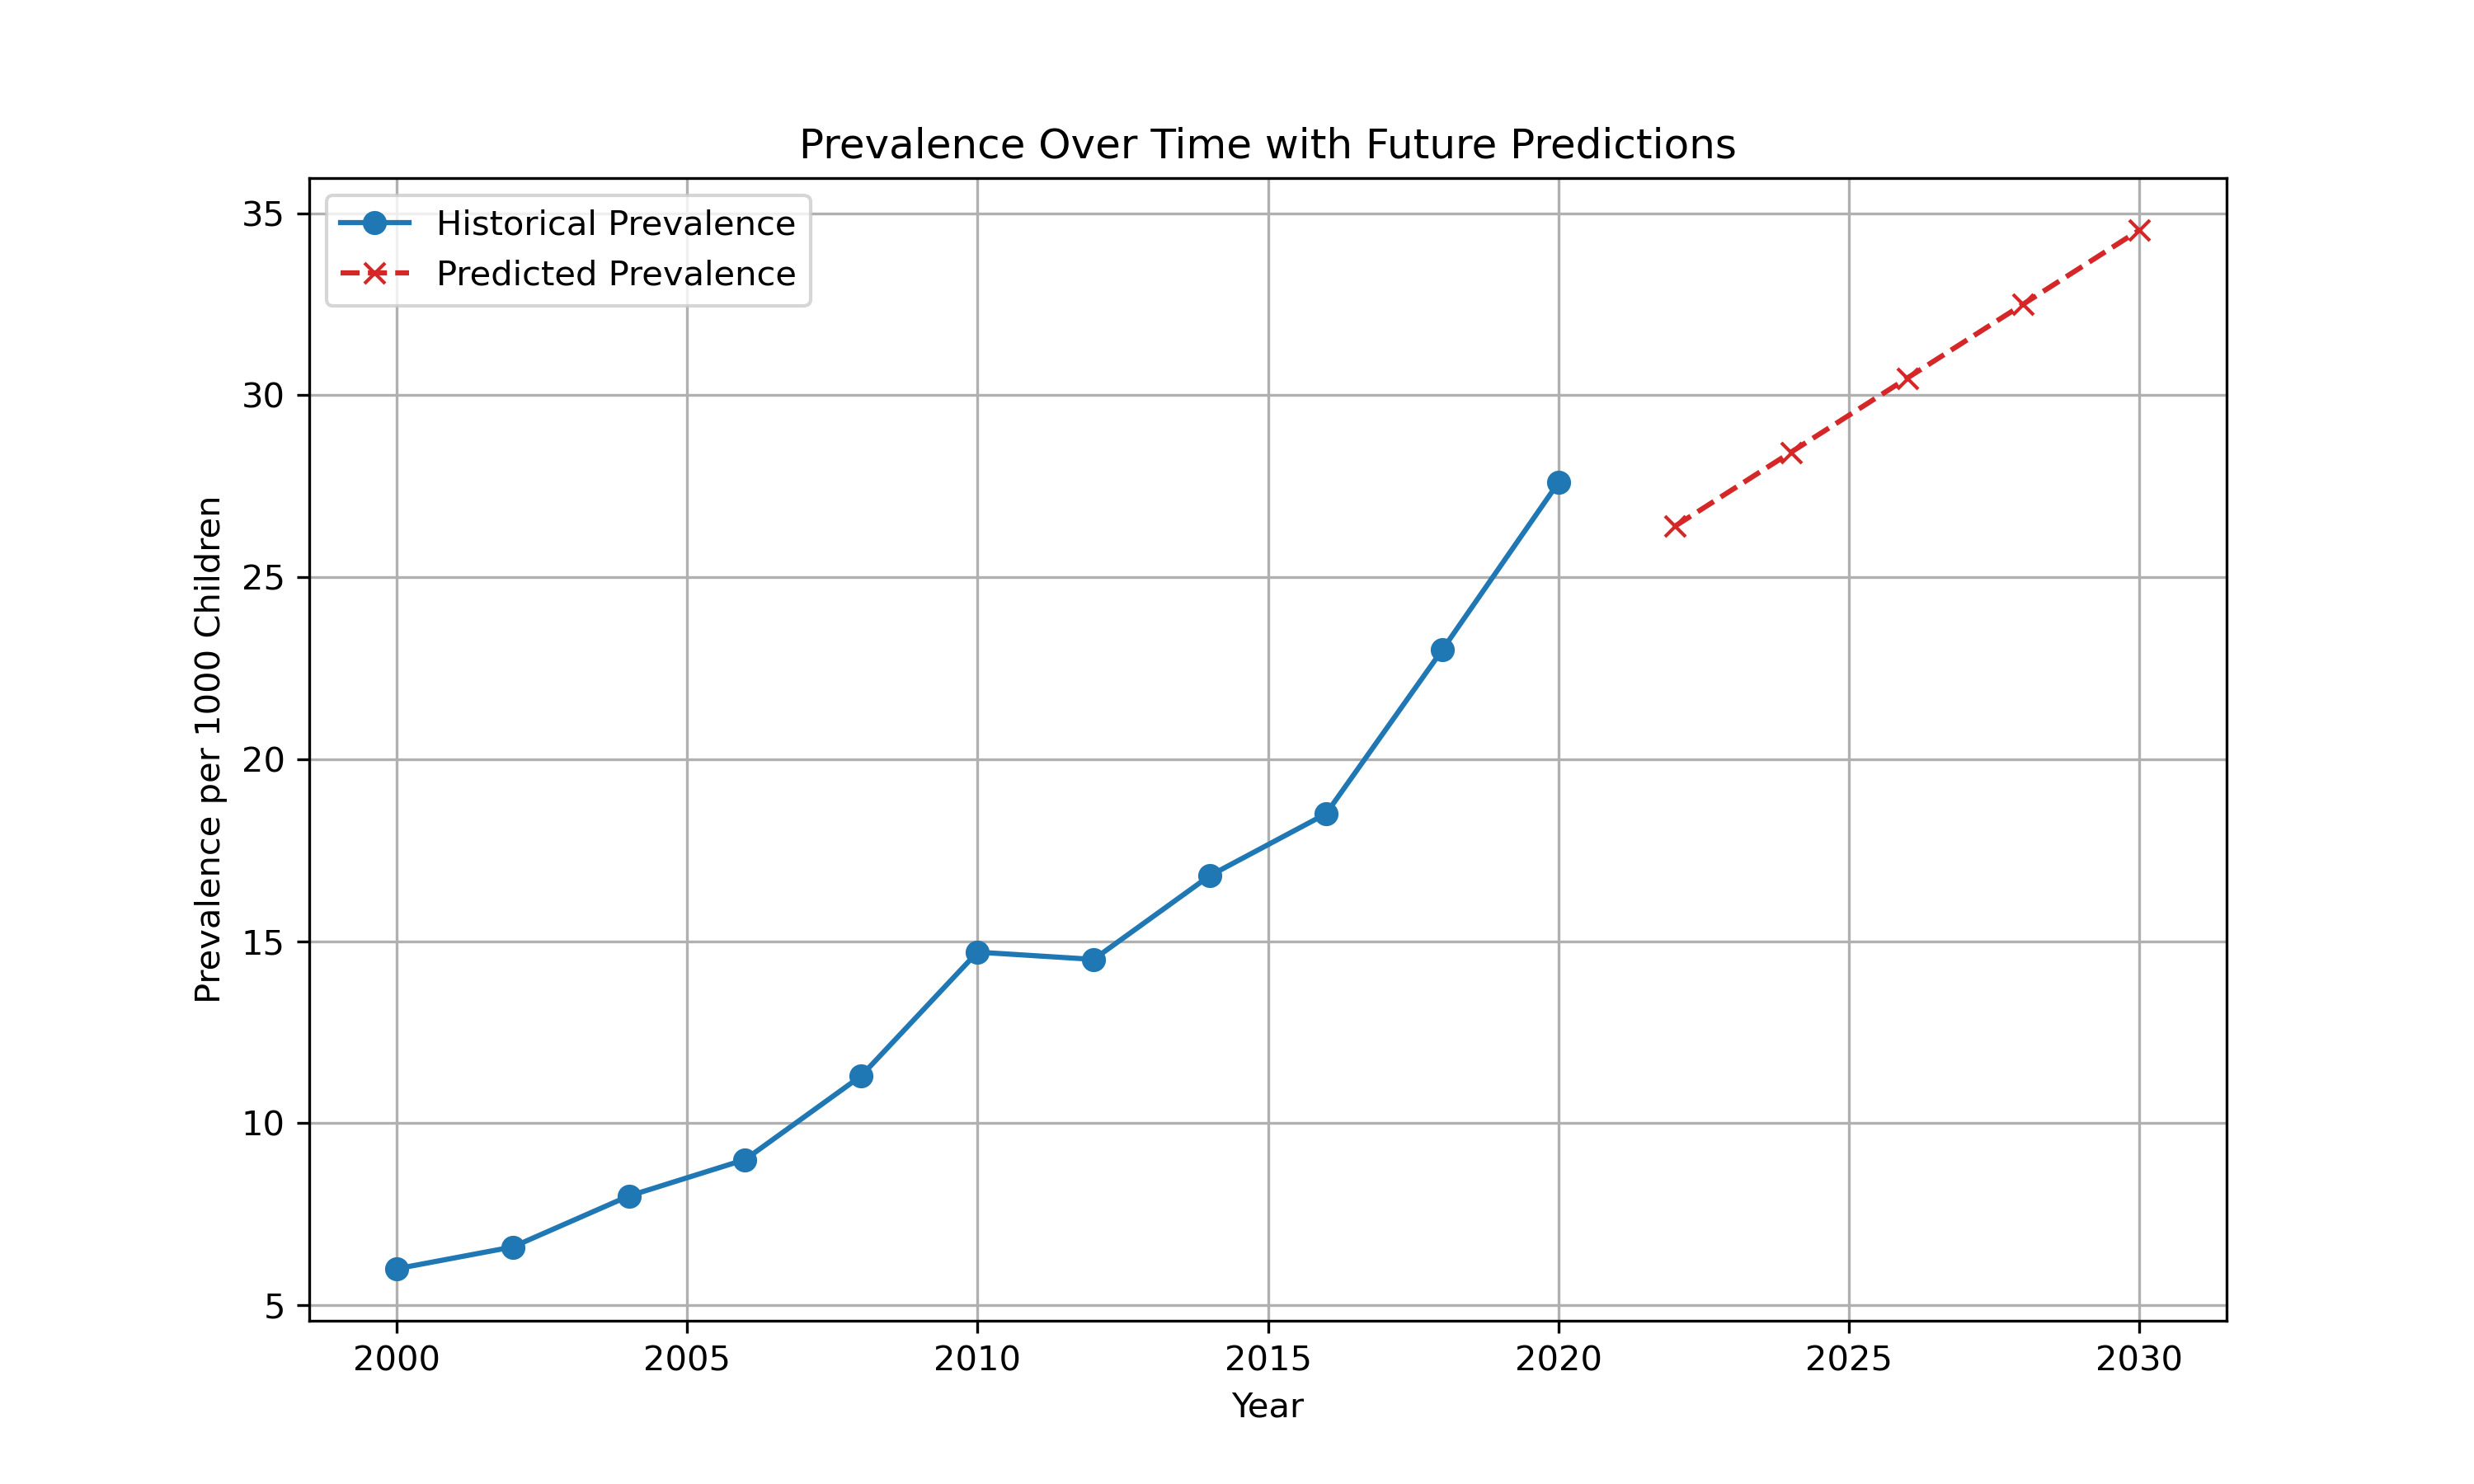 Prevalence Over Time with Future Predictions
Historical Prevalence
Predicted Prevalence
35
30
25
20
15
10
5
Prevalence per 1000 Children
2000 2005 2010 2015 2020 2025 2030
Year